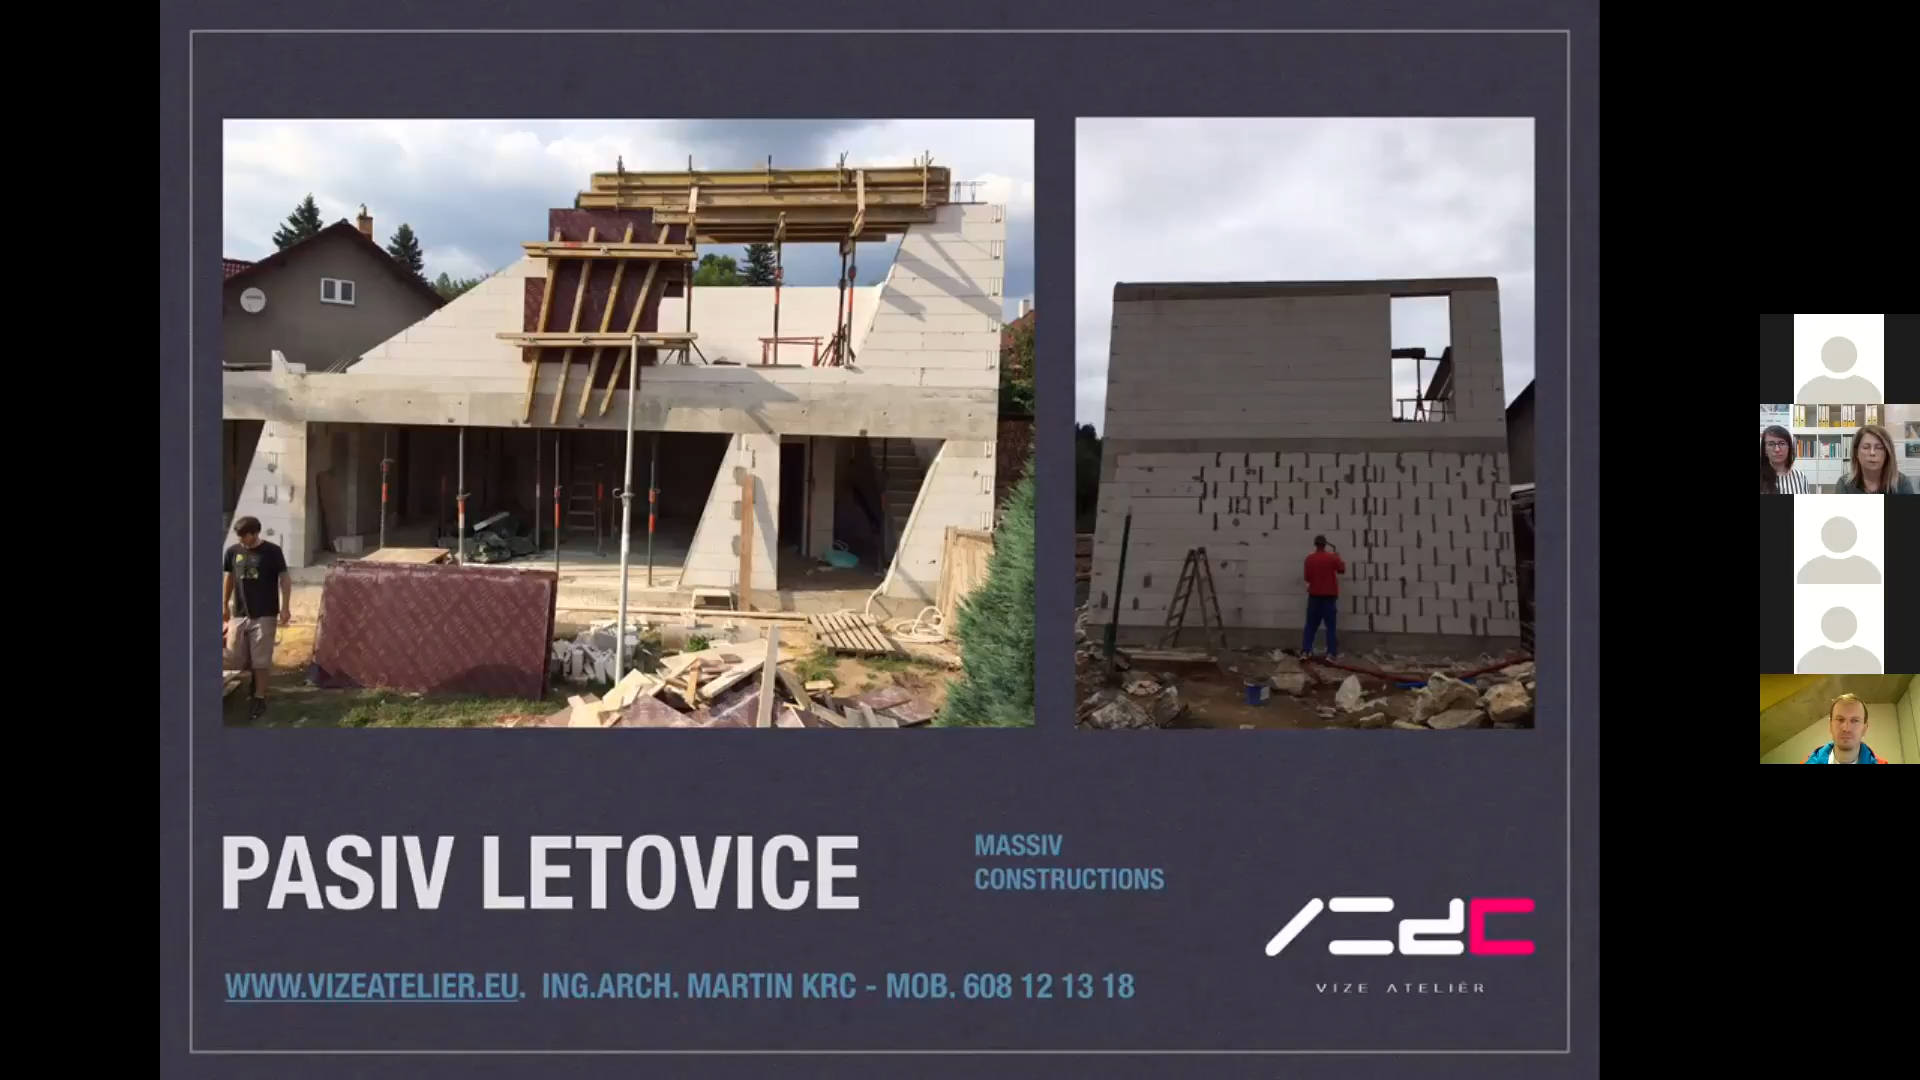 PASIV LETOVICE
MASSIV
CONSTRUCTIONS
WWW.VIZEATELIER.EU, ING.ARCH. MARTIN KRC - MOB. 608 12 13 18
VIZE ATELIÉR